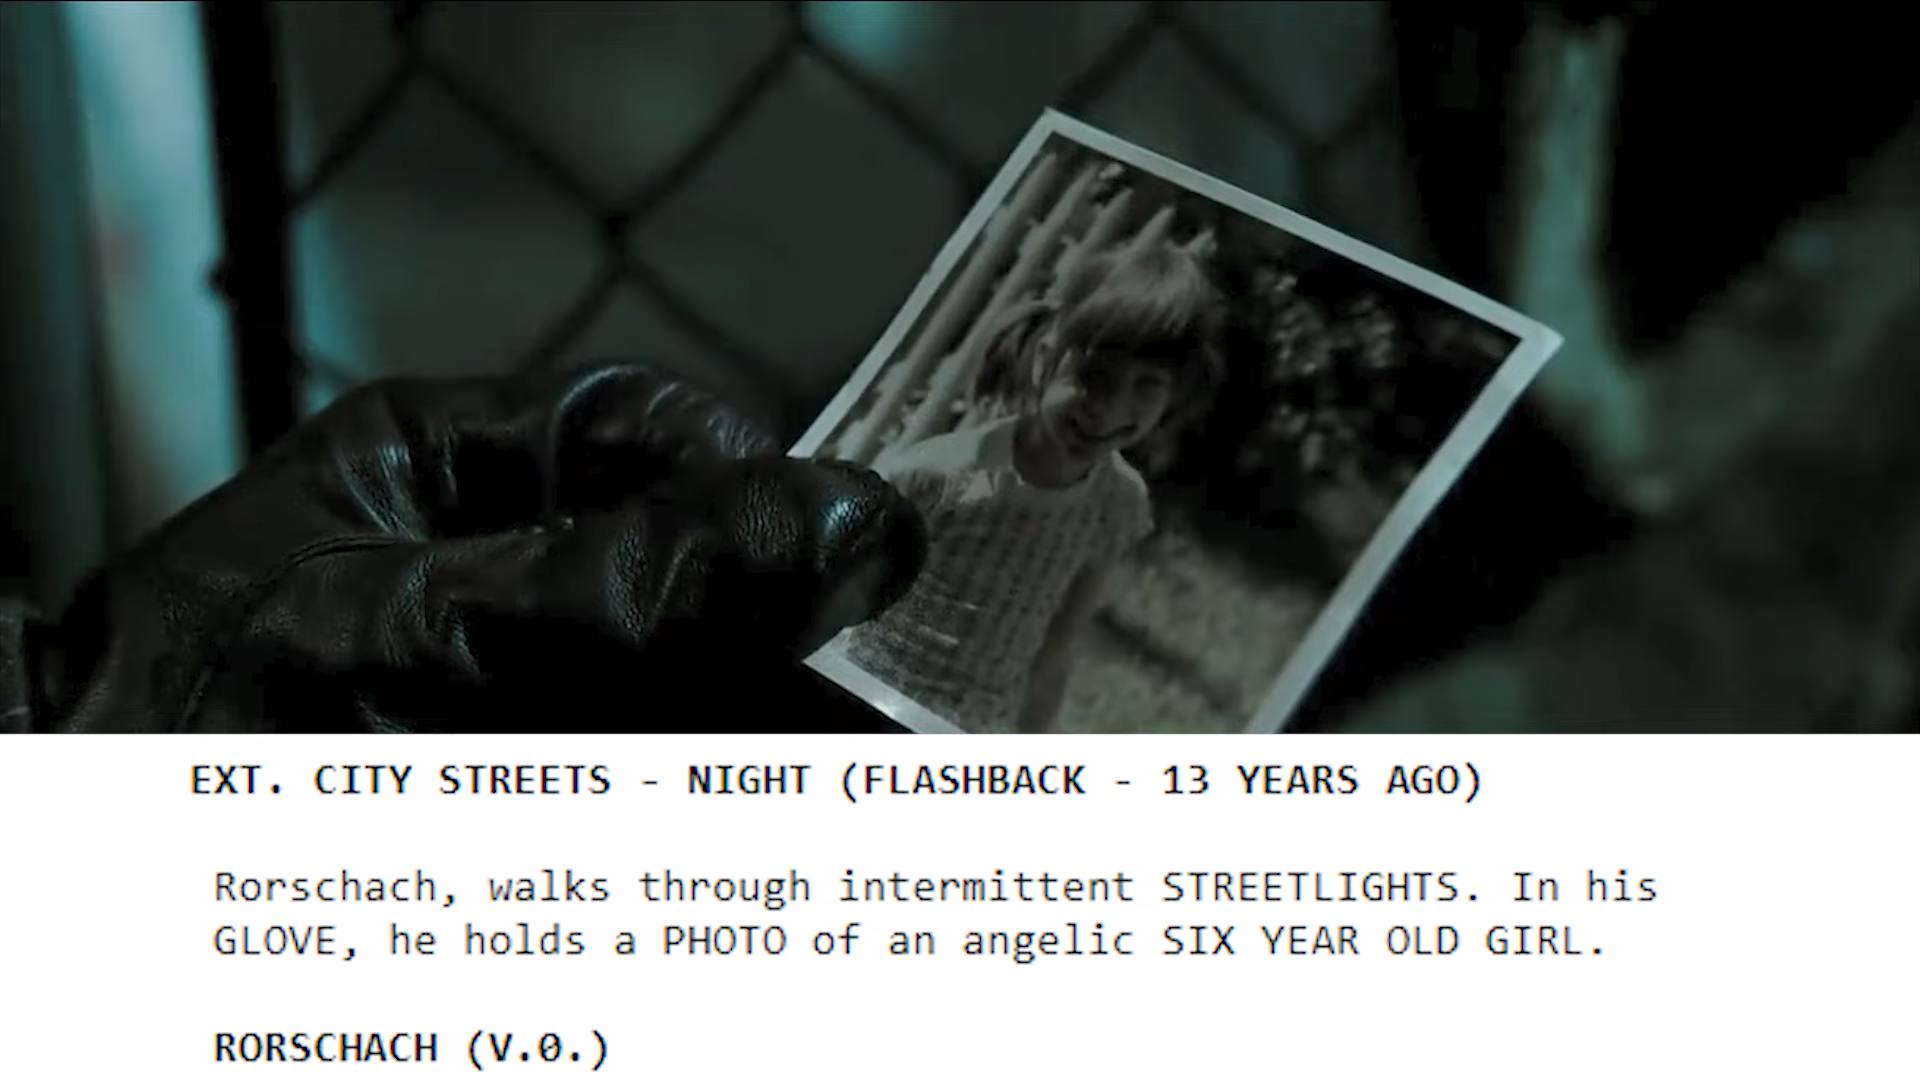 EXT. CITY STREETS - NIGHT (FLASHBACK - 13 YEARS AGO)
Rorschach, walks through intermittent STREETLIGHTS. In his
GLOVE, he holds a PHOTO of an angelic SIX YEAR OLD GIRL.
RORSCHACH (V.0.)